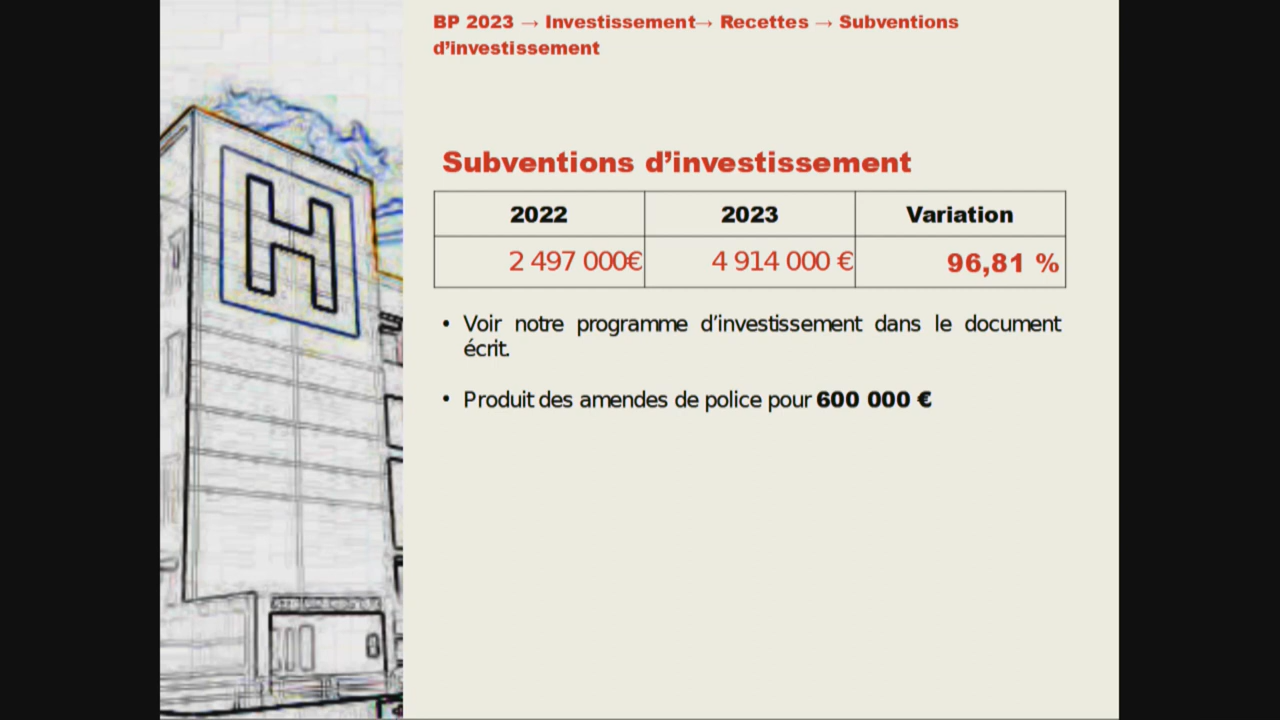 BP 2023 → Investissement→ Recettes → Subventions
d’investissement
H
Subventions d’investissement
2022 2023 Variation
2 497 000€ 4 914 000 € 96,81 %
• Voir notre programme d’investissement dans le document
écrit.
• Produit des amendes de police pour 600 000 €